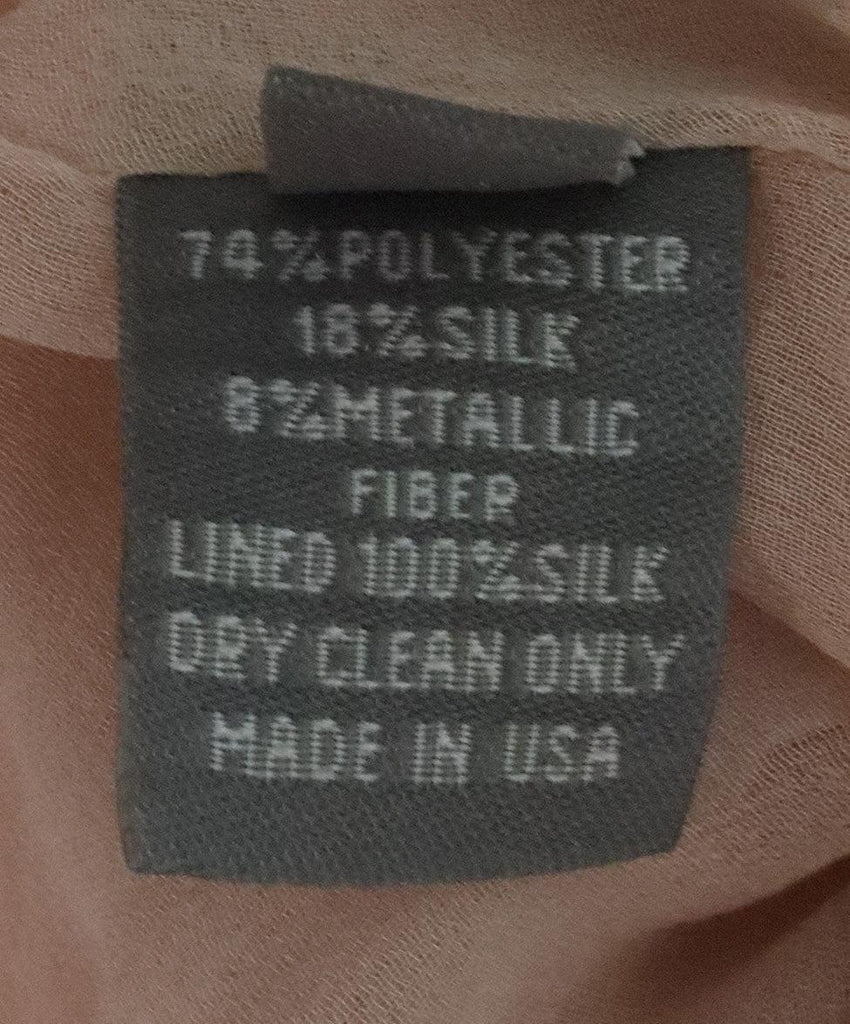 74%POLYESTER
18%SILK
8%METALLIC
FIBER
LINED 100%SILK
DRY CLEAN ONLY
MADE IN USA